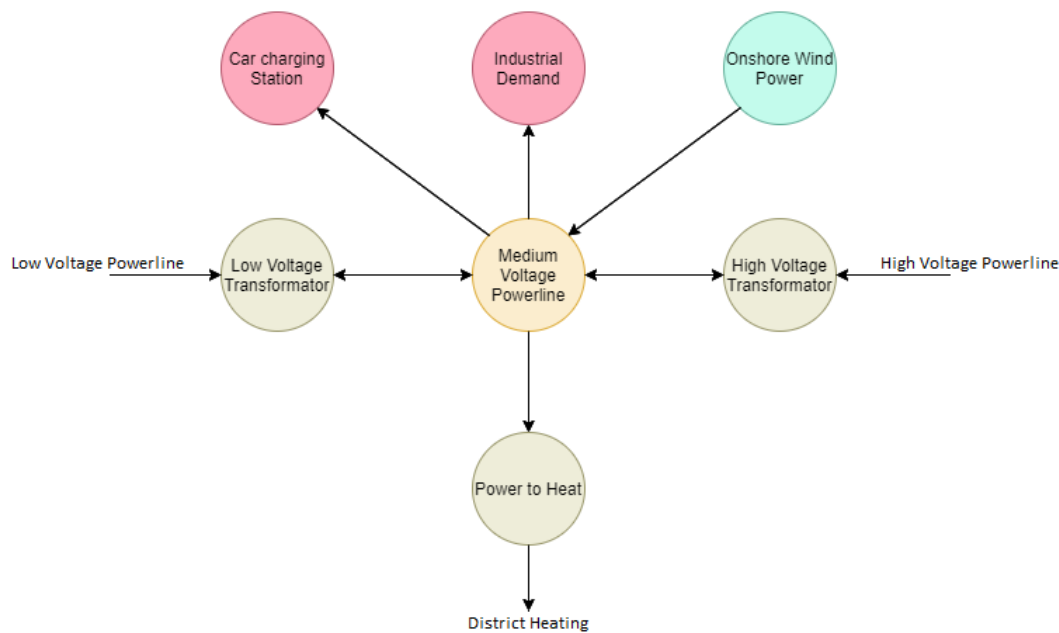 Car charging
Station
Industrial
Demand
Onshore Wind
Power
Low Voltage Powerline
Low Voltage
Transformator
Medium
Voltage
Powerline
High Voltage
Transformator
High Voltage Powerline
Power to Heat
District Heating